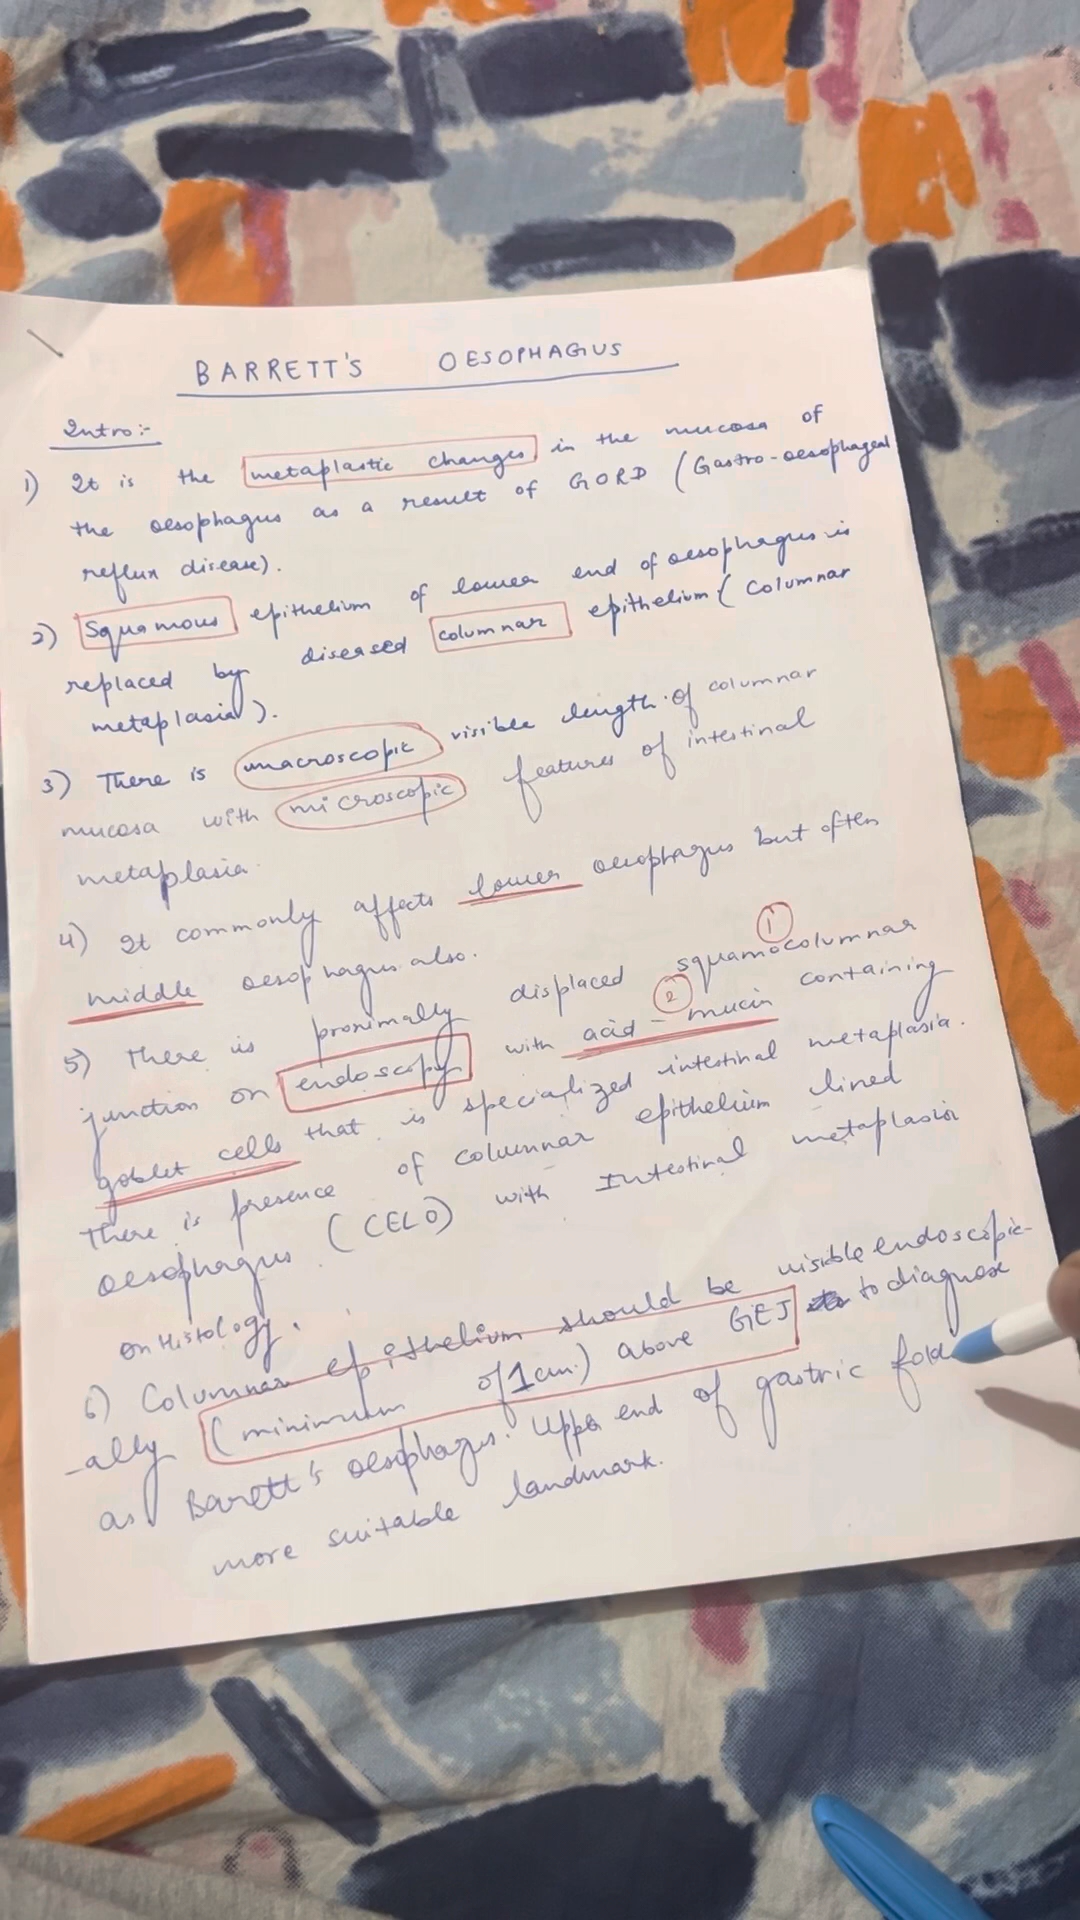 BARRETT'S OESOPHAGUS
Intro:-
1) It is the metaplastic changes in the mucosa of
the oesophagus as a result of GORD (Gastro-oesophageal
reflux disease).
2) Squamous epithelium of lower end of oesophagus is
replaced by diseased columnar epithelium (Columnar
metaplasia).
3) There is macroscopic visible length of columnar
mucosa with microscopic features of intestinal
metaplasia.
4) It commonly affects lower oesophagus but often
middle oesophagus also.
5) There is proximally displaced squamocolumnar 1
junction on endoscopy with 2 acid-mucin containing
goblet cells that is specialized intestinal metaplasia.
There is presence of columnar epithelium lined
oesophagus (CELO) with Intestinal metaplasia
on Histology.
6) Columnar epithelium should be visible endoscopic-
-ally (minimum of 1cm.) above GEJ to diagnose
as Barett's oesophagus. Upper end of gastric fold
more suitable landmark.